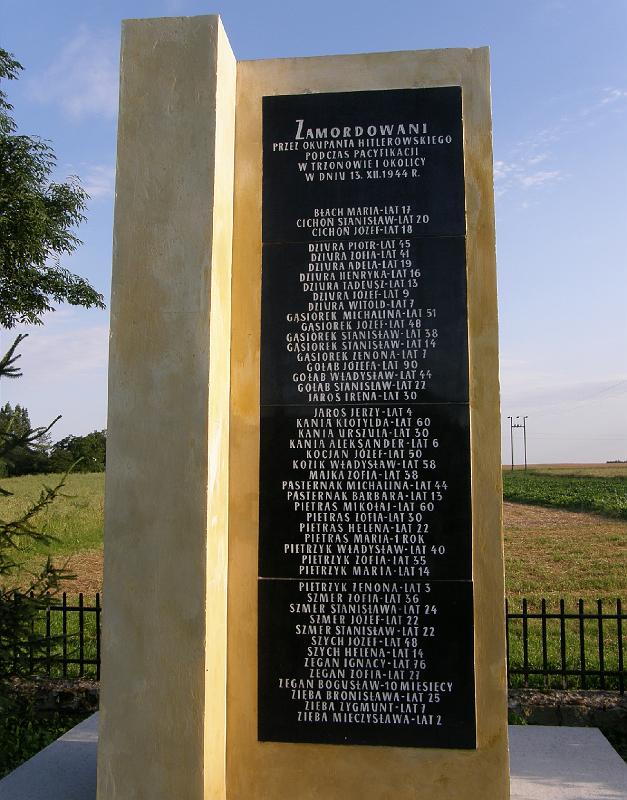 ZAMORDOWANI
PRZEZ OKUPANTA HITLEROWSKIEGO
PODCZAS PACYFIKACJI
W TRZONOWIE I OKOLICY
W DNIU 13. XII. 1944 R.
BŁACH MARIA-LAT 17
CICHOŃ STANISŁAW-LAT 20
CICHOŃ JÓZEF-LAT 18
DZIURA PIOTR-LAT 45
DZIURA ZOFIA-LAT 41
DZIURA ADELA-LAT 19
DZIURA HENRYKA-LAT 16
DZIURA TADEUSZ-LAT 13
DZIURA JÓZEF-LAT 9
DZIURA WITOLD-LAT 7
GĄSIOREK MICHALINA-LAT 51
GĄSIOREK JÓZEF-LAT 48
GĄSIOREK STANISŁAW-LAT 38
GĄSIOREK STANISŁAW-LAT 14
GĄSIOREK ZENONA-LAT 7
GOŁĄB JÓZEFA-LAT 90
GOŁĄB WŁADYSŁAW-LAT 44
GOŁĄB STANISŁAW-LAT 22
JAROS IRENA-LAT 30
JAROS JERZY-LAT 4
KANIA KLOTYLDA-LAT 60
KANIA URSZULA-LAT 30
KANIA ALEKSANDER-LAT 6
KOCJAN JÓZEF-LAT 50
KOZIK WŁADYSŁAW-LAT 58
MAJKA ZOFIA-LAT 38
PASTERNAK MICHALINA-LAT 44
PASTERNAK BARBARA-LAT 13
PIETRAS MIKOŁAJ-LAT 60
PIETRAS ZOFIA-LAT 30
PIETRAS HELENA-LAT 22
PIETRAS MARIA-1 ROK
PIETRZYK WŁADYSŁAW-LAT 40
PIETRZYK ZOFIA-LAT 35
PIETRZYK MARIA-LAT 14
PIETRZYK ZENONA-LAT 3
SZMER ZOFIA-LAT 36
SZMER STANISŁAWA-LAT 24
SZMER JÓZEF-LAT 22
SZMER STANISŁAW-LAT 22
SZYCH JÓZEF-LAT 48
SZYCH HELENA-LAT 14
ZEGAN IGNACY-LAT 76
ZEGAN ZOFIA-LAT 27
ZEGAN BOGUSŁAW-10 MIESIĘCY
ZIĘBA BRONISŁAWA-LAT 25
ZIĘBA ZYGMUNT-LAT 7
ZIĘBA MIECZYSŁAWA-LAT 2